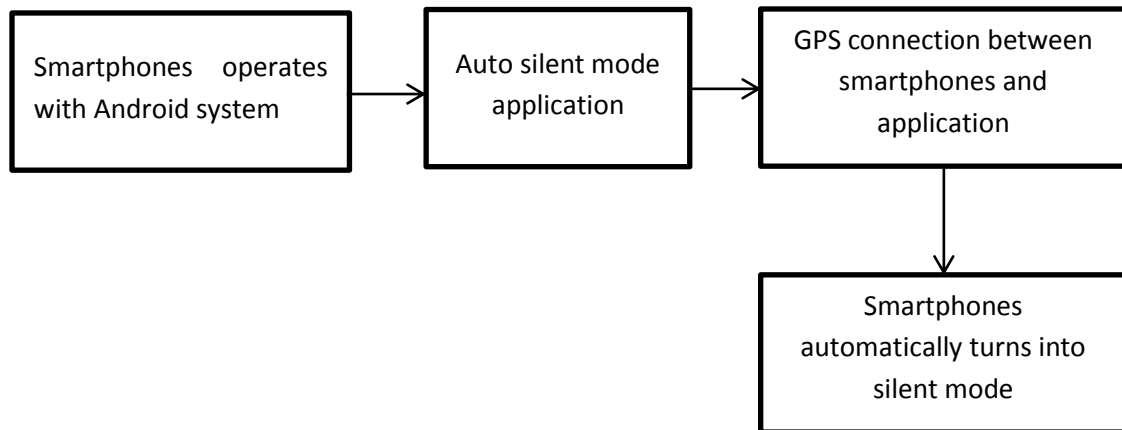 Smartphones operates
with Android system
Auto silent mode
application
GPS connection between
smartphones and
application
Smartphones
automatically turns into
silent mode